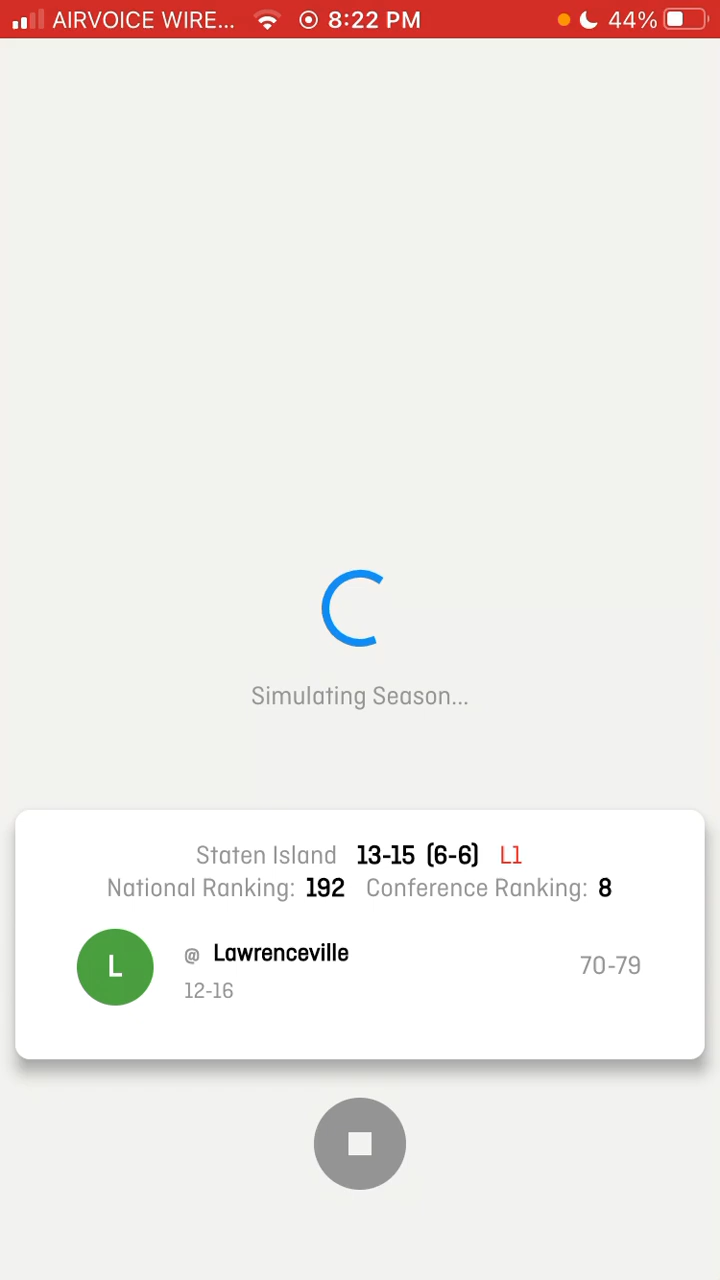 AIRVOICE WIRE... 8:22 PM 44%
Simulating Season...
Staten Island 13-15 (6-6) L1
National Ranking: 192 Conference Ranking: 8
L @ Lawrenceville 70-79
12-16